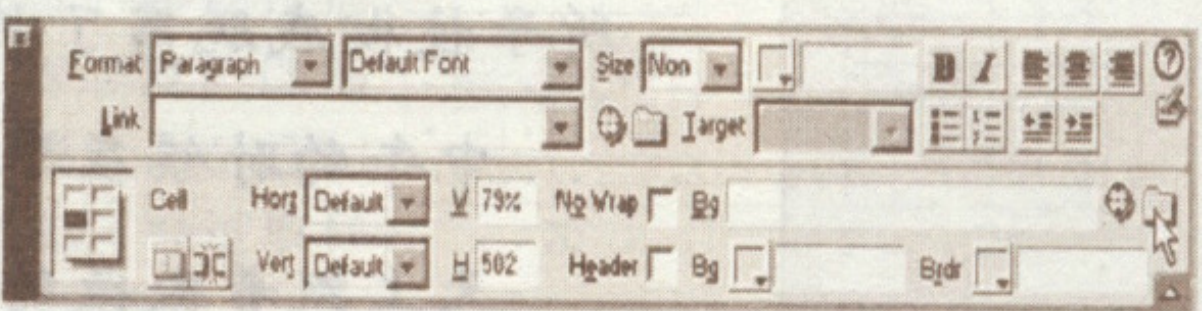 Format Paragraph Default Font Size Non B I
Link Target
Cell Horz Default W 79% No Wrap Bg
Vert Default H 502 Header Bg Brdr